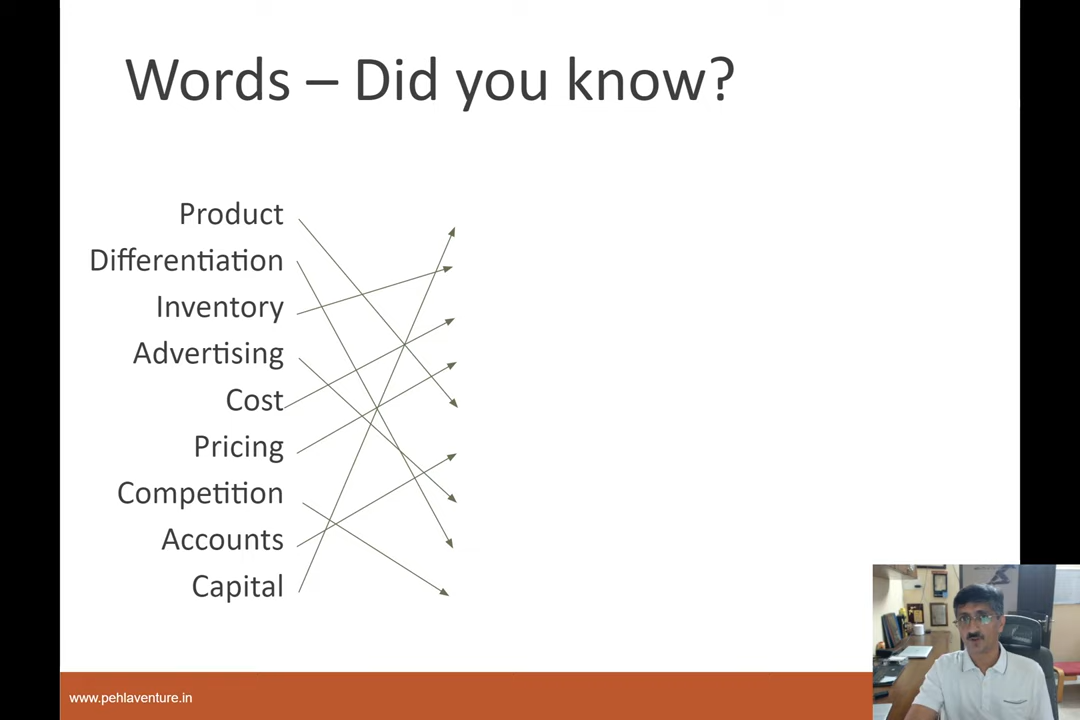 Words – Did you know?
Product
Differentiation
Inventory
Advertising
Cost
Pricing
Competition
Accounts
Capital
www.pehlaventure.in